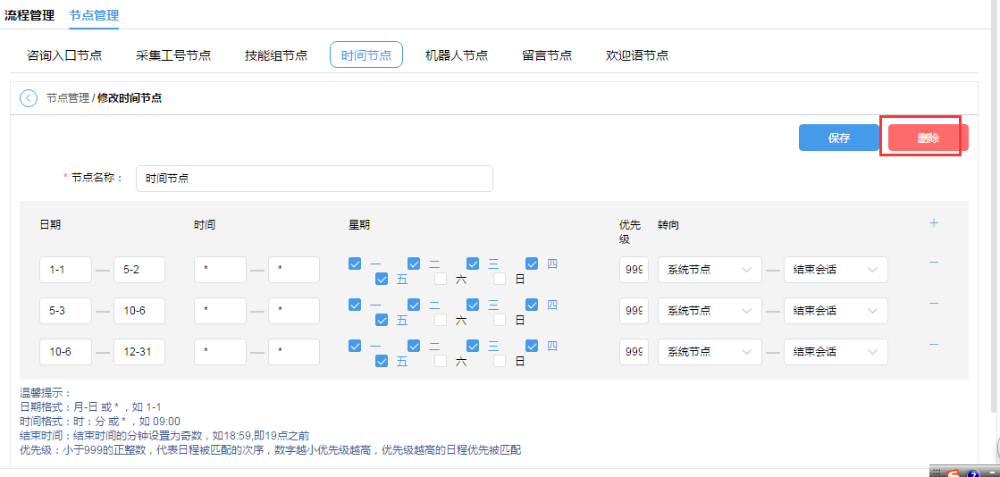 流程管理 节点管理
咨询入口节点 采集工号节点 技能组节点 时间节点 机器人节点 留言节点 欢迎语节点
节点管理 / 修改时间节点
保存 删除
* 节点名称： 时间节点
日期 时间 星期 优先级 转向 +
1-1 — 5-2 * — * 一 二 三 四 五 六 日 999 系统节点 — 结束会话 —
5-3 — 10-6 * — * 一 二 三 四 五 六 日 999 系统节点 — 结束会话 —
10-6 — 12-31 * — * 一 二 三 四 五 六 日 999 系统节点 — 结束会话 —
温馨提示：
日期格式：月-日 或 * ，如 1-1
时间格式：时：分 或 * ，如 09:00
结束时间：结束时间的分钟设置为奇数，如18:59,即19点之前
优先级：小于999的正整数，代表日程被匹配的次序，数字越小优先级越高，优先级越高的日程优先被匹配